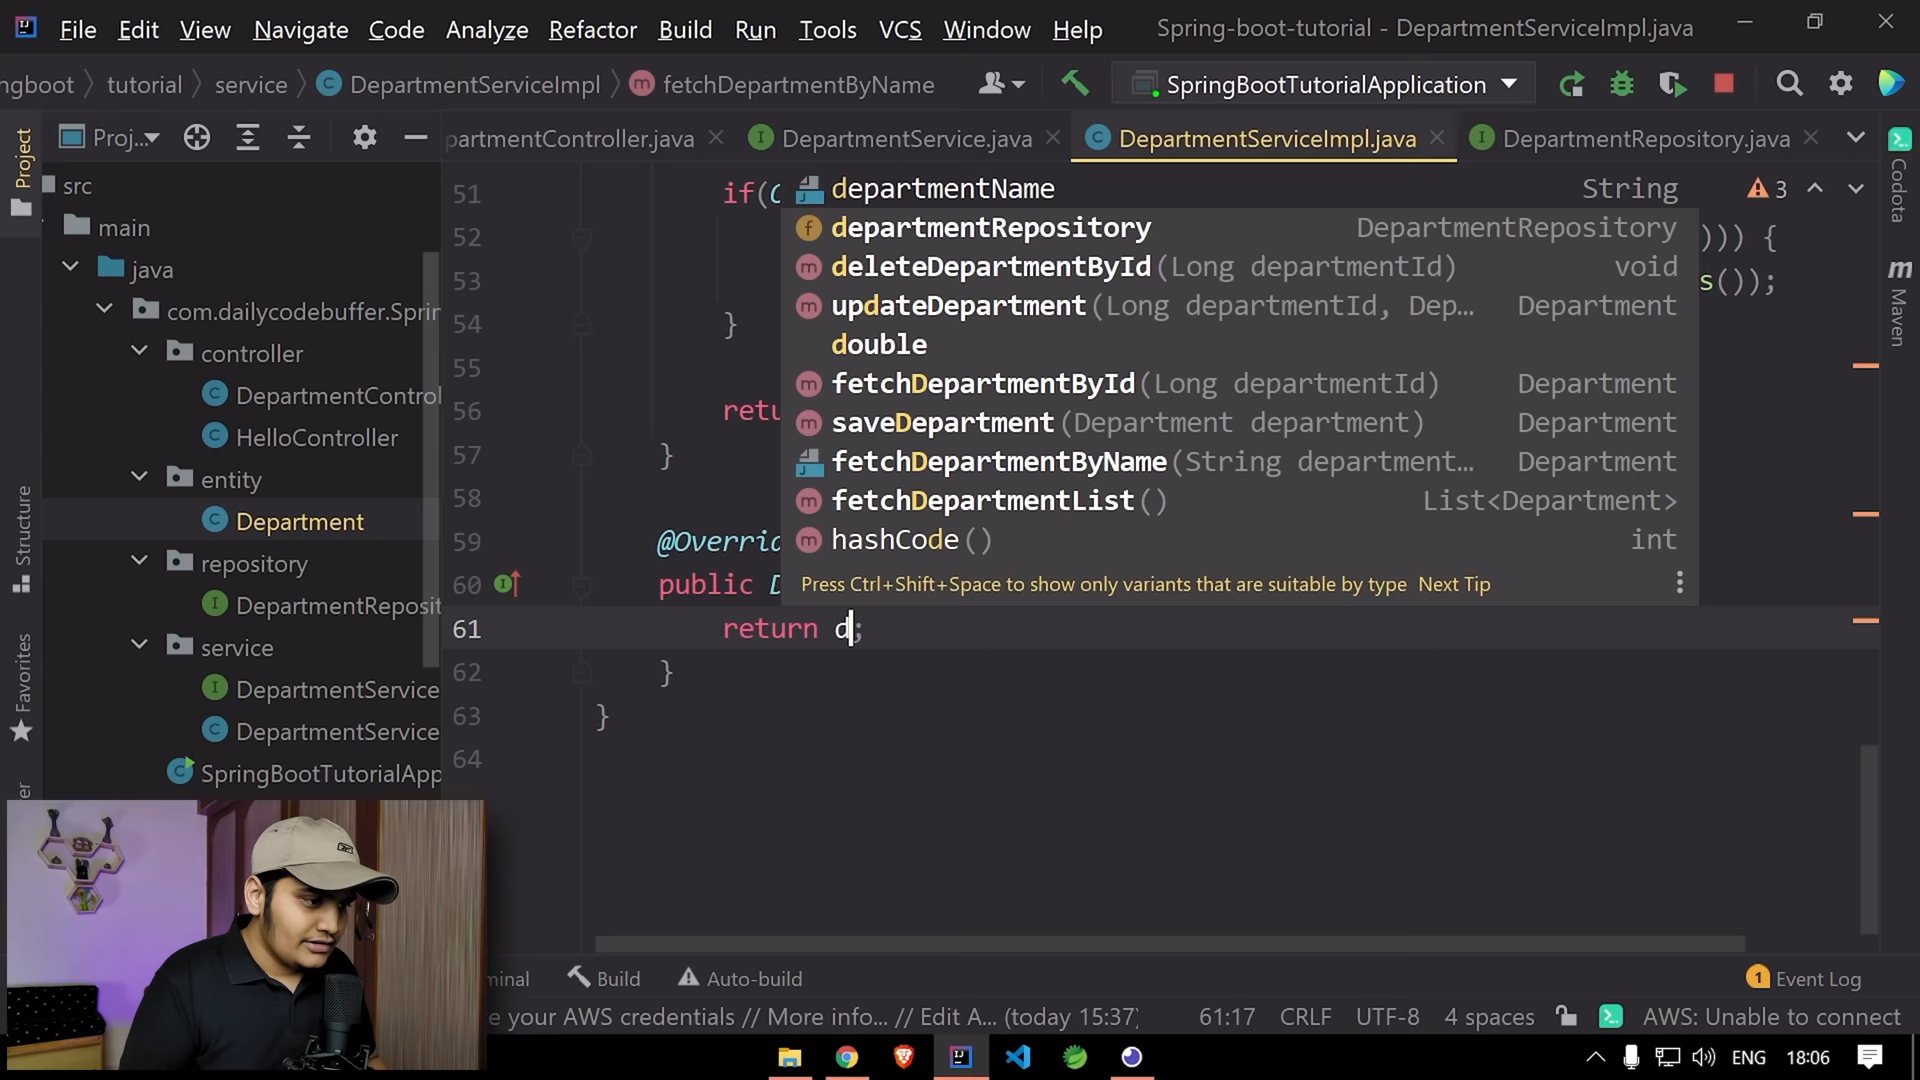 File Edit View Navigate Code Analyze Refactor Build Run Tools VCS Window Help Spring-boot-tutorial - DepartmentServiceImpl.java
ngboot tutorial service DepartmentServiceImpl fetchDepartmentByName SpringBootTutorialApplication
Proj... partmentController.java DepartmentService.java DepartmentServiceImpl.java DepartmentRepository.java
Project
Structure
Favorites
src
main
java
com.dailycodebuffer.Sprin
controller
DepartmentControl
HelloController
entity
Department
repository
DepartmentReposit
service
DepartmentService
DepartmentService
SpringBootTutorialApp
51 if(
52 ))) {
53 s());
54 }
55
56 retu
57 }
58
59 @Overrid
60 public D
61 return d;
62 }
63 }
64
departmentName String
departmentRepository DepartmentRepository
deleteDepartmentById(Long departmentId) void
updateDepartment(Long departmentId, Dep... Department
double
fetchDepartmentById(Long departmentId) Department
saveDepartment(Department department) Department
fetchDepartmentByName(String department... Department
fetchDepartmentList() List<Department>
hashCode() int
Press Ctrl+Shift+Space to show only variants that are suitable by type Next Tip
3
Codota
m Maven
minal Build Auto-build 1 Event Log
e your AWS credentials // More info... // Edit A... (today 15:37) 61:17 CRLF UTF-8 4 spaces AWS: Unable to connect
ENG 18:06